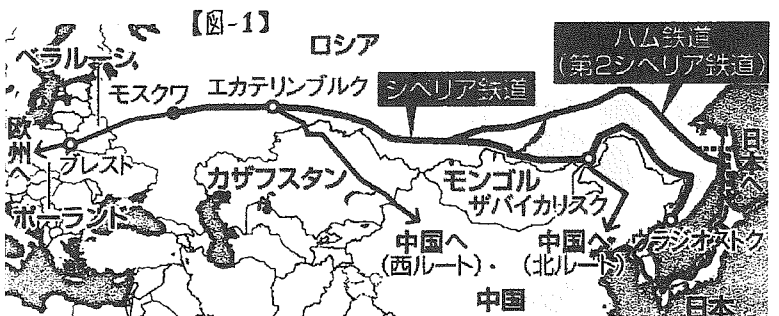 【図-1】
ロシア
ハム鉄道
(第2シベリア鉄道)
ベラルーシ
モスクワ
エカテリンブルク
シベリア鉄道
欧州へ
ブレスト
ポーランド
カザフスタン
モンゴル
ザバイカリスク
日本へ
中国へ
(西ルート)
中国へ
(北ルート)
ウラジオストク
中国
日本